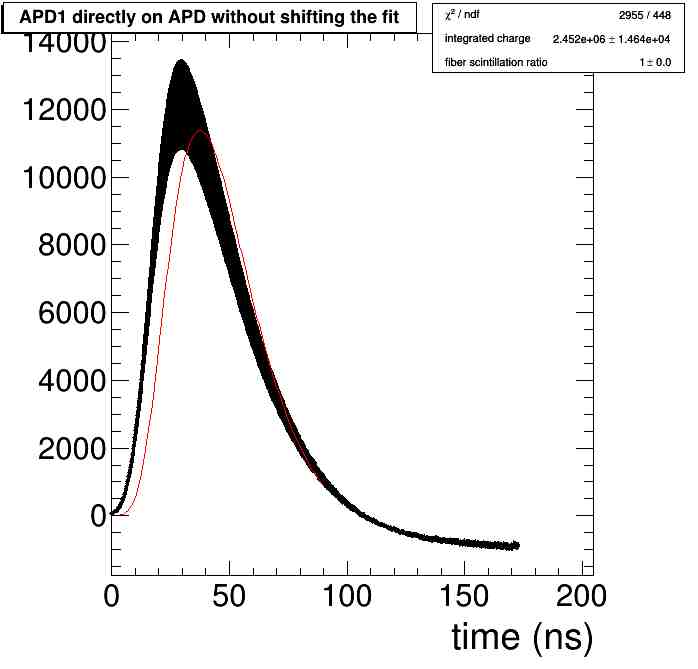 APD1 directly on APD without shifting the fit
χ² / ndf 2955 / 448
integrated charge 2.452e+06 ± 1.464e+04
fiber scintillation ratio 1 ± 0.0
14000
12000
10000
8000
6000
4000
2000
0
0 50 100 150 200
time (ns)